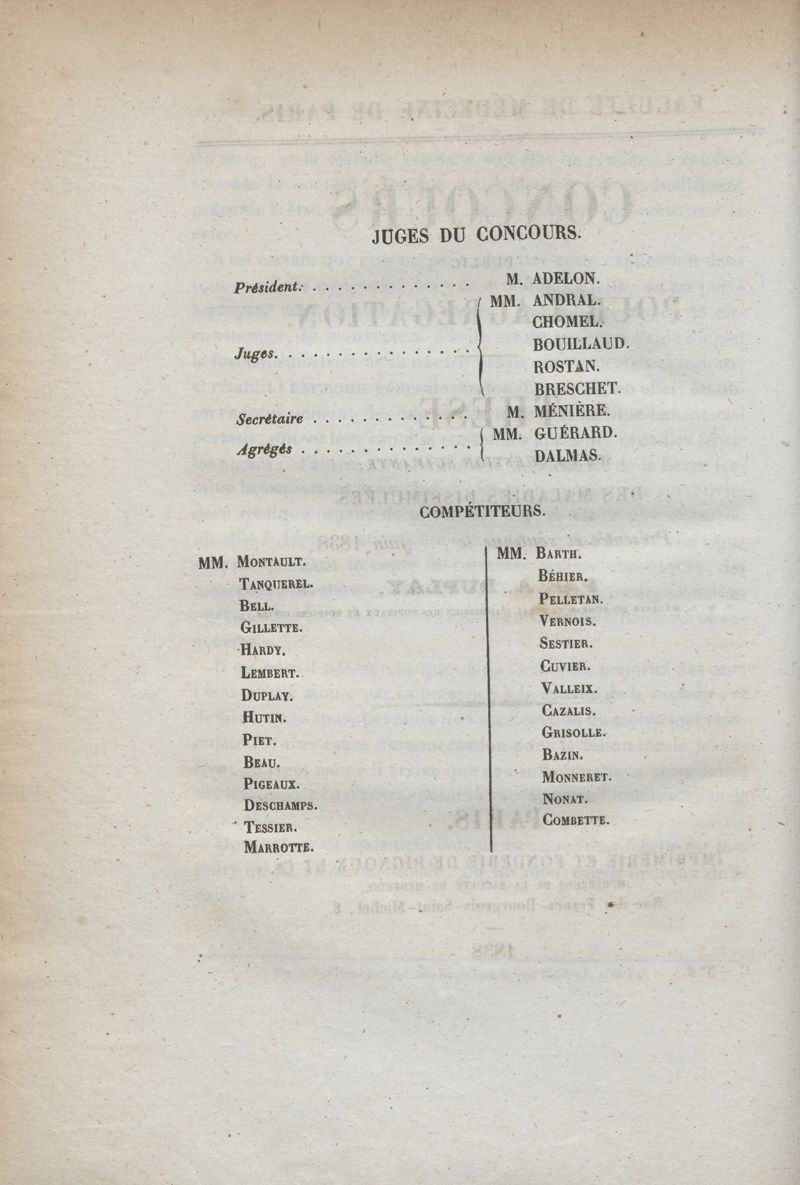 JUGES DU CONCOURS.
Président. . . . . . . . . . . . . . M. ADELON.
MM. ANDRAL.
CHOMEL.
Juges. . . . . . . . . . . . . . . . BOUILLAUD.
ROSTAN.
BRESCHET.
Secrétaire . . . . . . . . . . . . . M. MÉNIÈRE.
Agrégés . . . . . . . . . . . . . . MM. GUÉRARD.
DALMAS.
COMPÉTITEURS.
MM. MONTAULT.
TANQUEREL.
BELL.
GILLETTE.
HARDY.
LEMBERT.
DUPLAY.
HUTIN.
PIET.
BEAU.
PIGEAUX.
DESCHAMPS.
TESSIER.
MARROTTE.
MM. BARTH.
BÉHIER.
PELLETAN.
VERNOIS.
SESTIER.
CUVIER.
VALLEIX.
CAZALIS.
GRISOLLE.
BAZIN.
MONNERET.
NONAT.
COMBETTE.